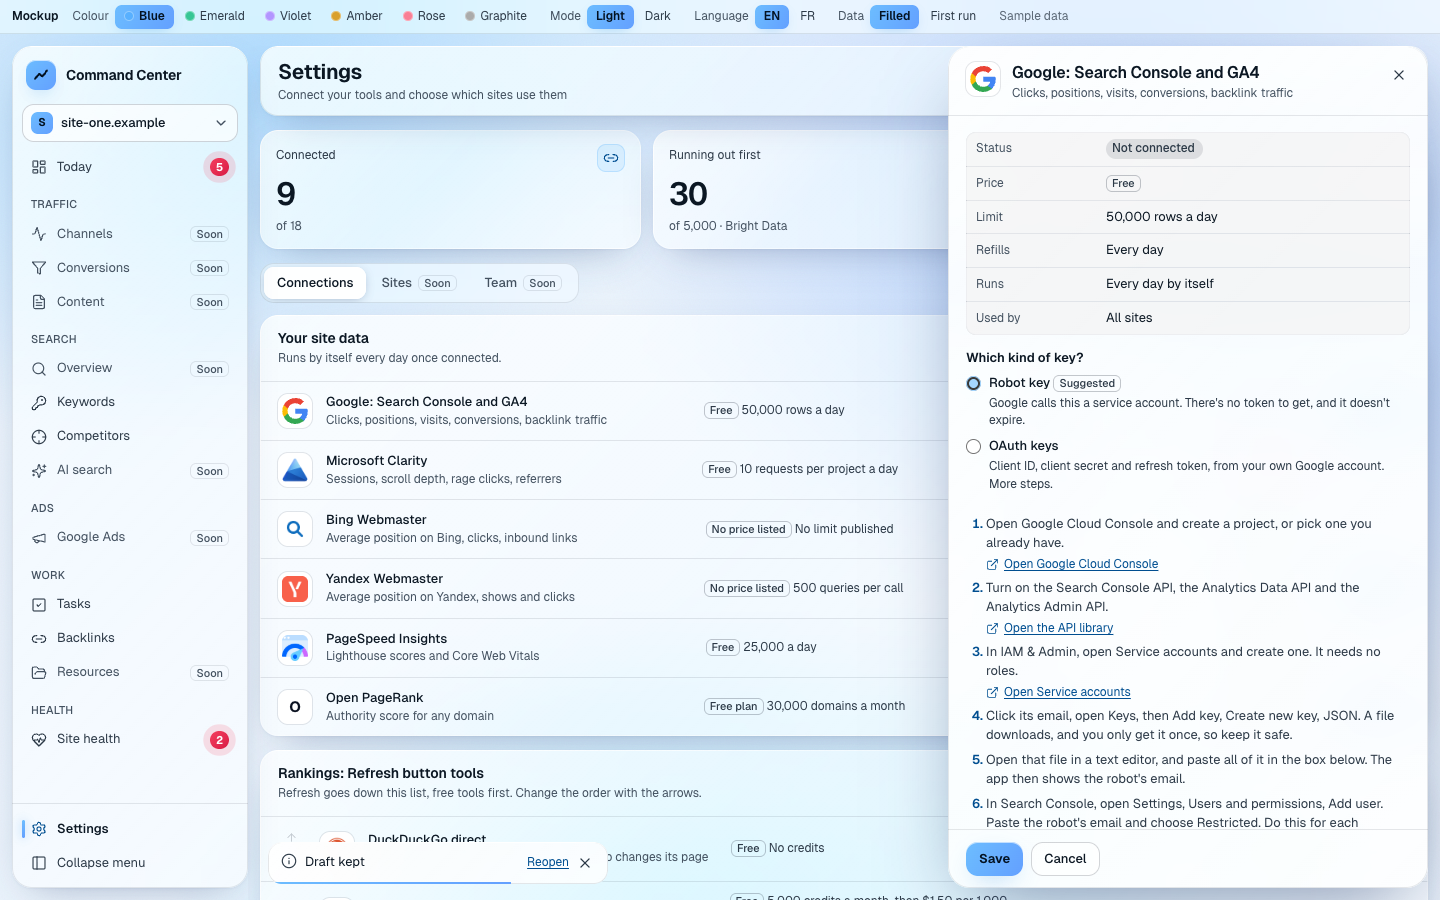 Mockup Colour Blue Emerald Violet Amber Rose Graphite Mode Light Dark Language EN FR Data Filled First run Sample data
Command Center
S site-one.example
Today 5
TRAFFIC
Channels Soon
Conversions Soon
Content Soon
SEARCH
Overview Soon
Keywords
Competitors
AI search Soon
ADS
Google Ads Soon
WORK
Tasks
Backlinks
Resources Soon
HEALTH
Site health 2
Settings
Collapse menu
Settings
Connect your tools and choose which sites use them
Connected
9
of 18
Running out first
30
of 5,000 · Bright Data
Connections Sites Soon Team Soon
Your site data
Runs by itself every day once connected.
Google: Search Console and GA4
Clicks, positions, visits, conversions, backlink traffic
Free 50,000 rows a day
Microsoft Clarity
Sessions, scroll depth, rage clicks, referrers
Free 10 requests per project a day
Bing Webmaster
Average position on Bing, clicks, inbound links
No price listed No limit published
Yandex Webmaster
Average position on Yandex, shows and clicks
No price listed 500 queries per call
PageSpeed Insights
Lighthouse scores and Core Web Vitals
Free 25,000 a day
O
Open PageRank
Authority score for any domain
Free plan 30,000 domains a month
Rankings: Refresh button tools
Refresh goes down this list, free tools first. Change the order with the arrows.
DuckDuckGo direct
changes its page
Free No credits
Draft kept Reopen
Google: Search Console and GA4
Clicks, positions, visits, conversions, backlink traffic
Status Not connected
Price Free
Limit 50,000 rows a day
Refills Every day
Runs Every day by itself
Used by All sites
Which kind of key?
Robot key Suggested
Google calls this a service account. There's no token to get, and it doesn't
expire.
OAuth keys
Client ID, client secret and refresh token, from your own Google account.
More steps.
1. Open Google Cloud Console and create a project, or pick one you
already have.
Open Google Cloud Console
2. Turn on the Search Console API, the Analytics Data API and the
Analytics Admin API.
Open the API library
3. In IAM & Admin, open Service accounts and create one. It needs no
roles.
Open Service accounts
4. Click its email, open Keys, then Add key, Create new key, JSON. A file
downloads, and you only get it once, so keep it safe.
5. Open that file in a text editor, and paste all of it in the box below. The
app then shows the robot's email.
6. In Search Console, open Settings, Users and permissions, Add user.
Paste the robot's email and choose Restricted. Do this for each
Save Cancel